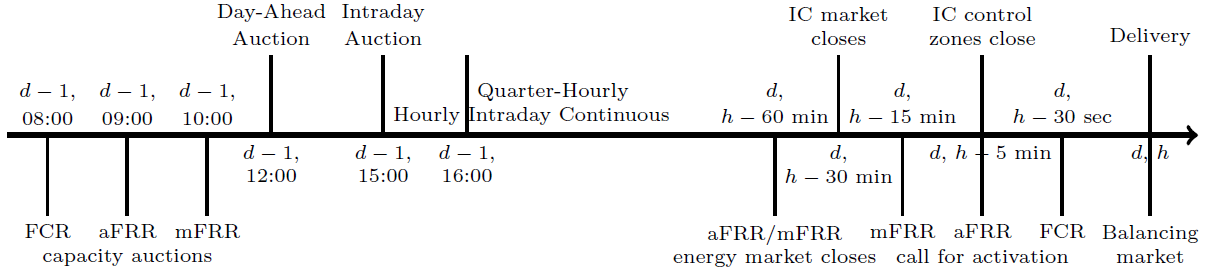 Day-Ahead Auction
Intraday Auction
IC market closes
IC control zones close
Delivery
d − 1, 08:00
d − 1, 09:00
d − 1, 10:00
Quarter-Hourly
Hourly Intraday Continuous
d, h − 60 min
d, h − 15 min
d, h − 30 sec
d − 1, 12:00
d − 1, 15:00
d − 1, 16:00
d, h − 30 min
d, h − 5 min
d, h
FCR aFRR mFRR
capacity auctions
aFRR/mFRR
energy market closes
mFRR aFRR FCR
call for activation
Balancing market